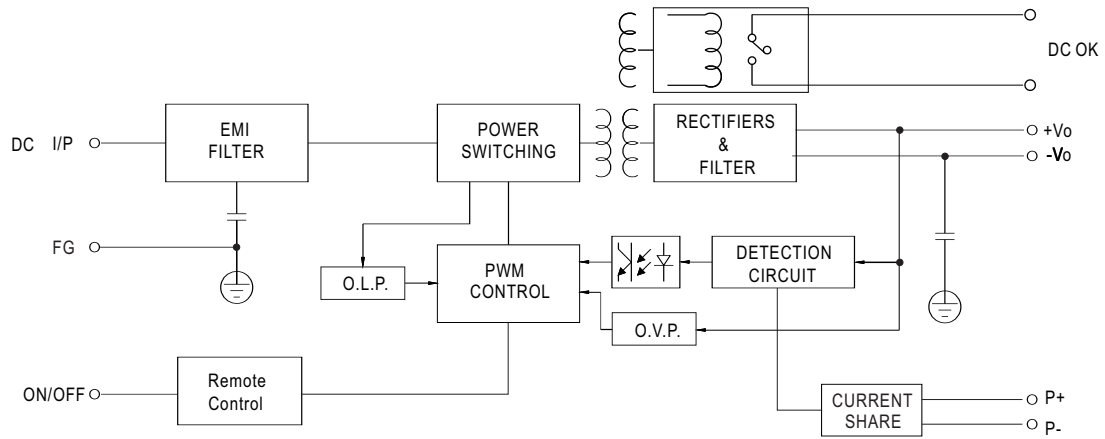 DC OK
EMI
FILTER
POWER
SWITCHING
RECTIFIERS
&
FILTER
DC I/P
+Vo
-Vo
FG
O.L.P.
PWM
CONTROL
DETECTION
CIRCUIT
O.V.P.
ON/OFF
Remote
Control
CURRENT
SHARE
P+
P-